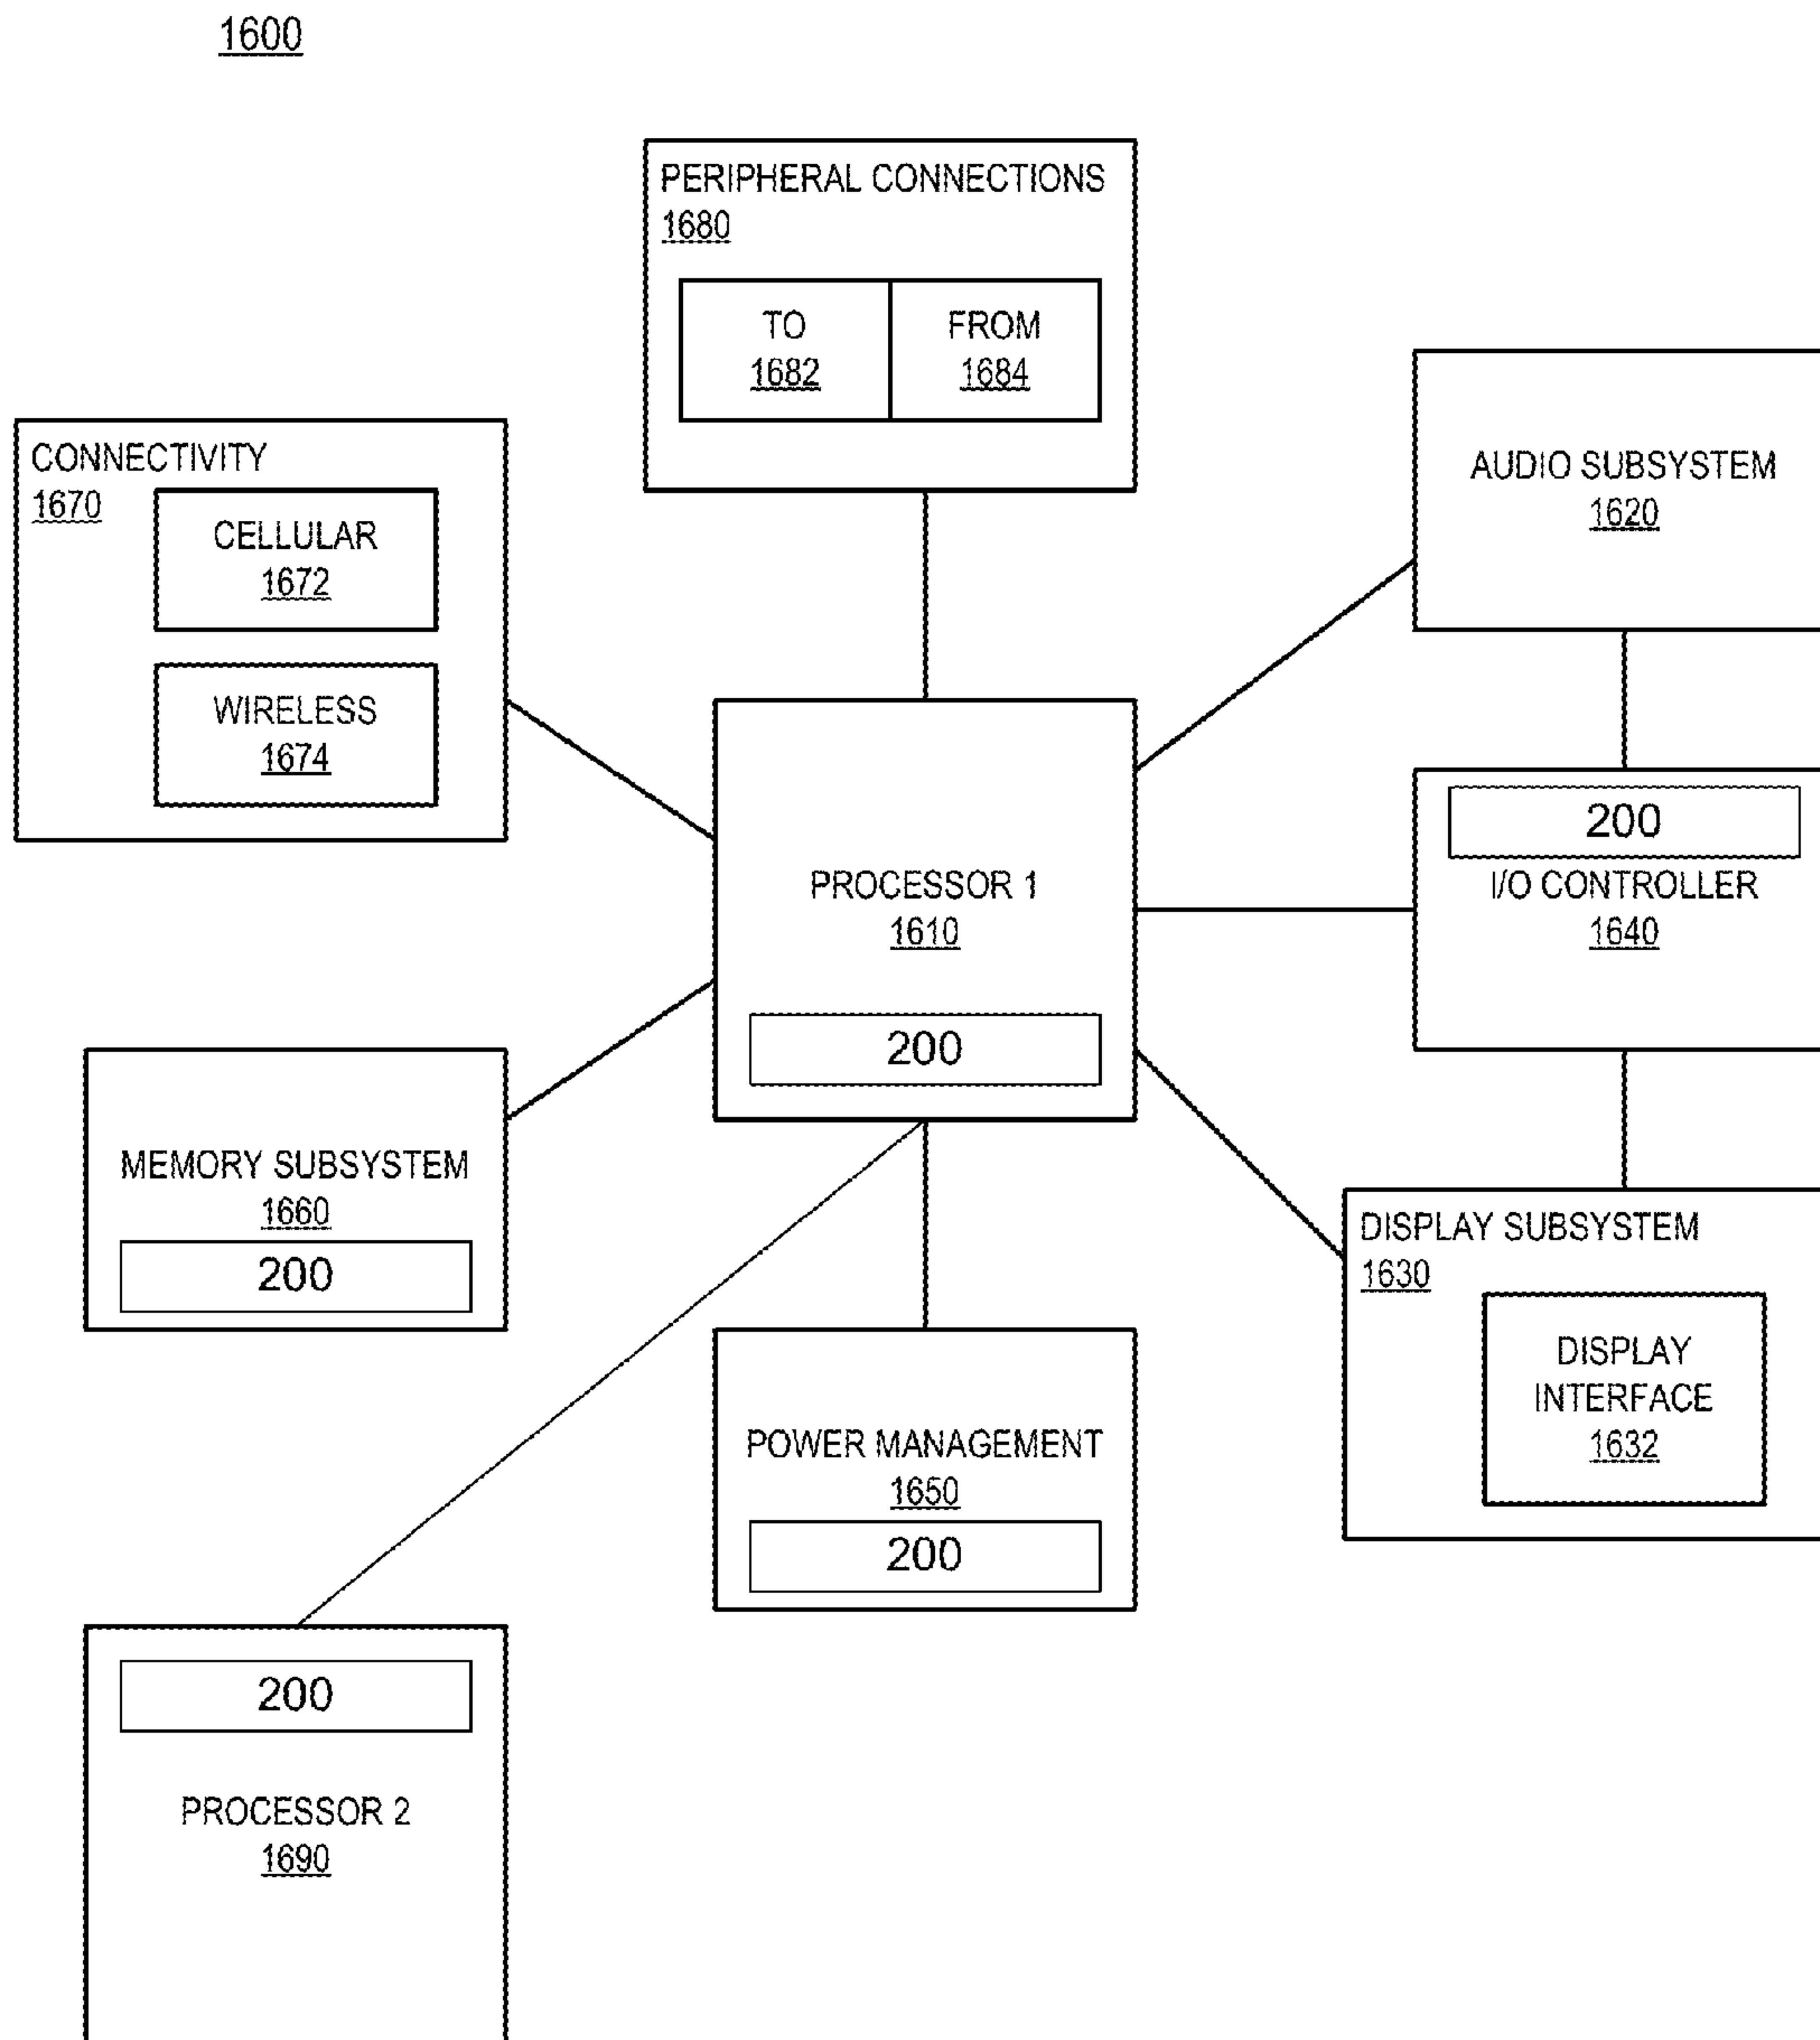 1600
PERIPHERAL CONNECTIONS
1680
TO
1682
FROM
1684
CONNECTIVITY
1670
CELLULAR
1672
WIRELESS
1674
AUDIO SUBSYSTEM
1620
PROCESSOR 1
1610
200
200
I/O CONTROLLER
1640
MEMORY SUBSYSTEM
1660
200
DISPLAY SUBSYSTEM
1630
DISPLAY
INTERFACE
1632
POWER MANAGEMENT
1650
200
200
PROCESSOR 2
1690